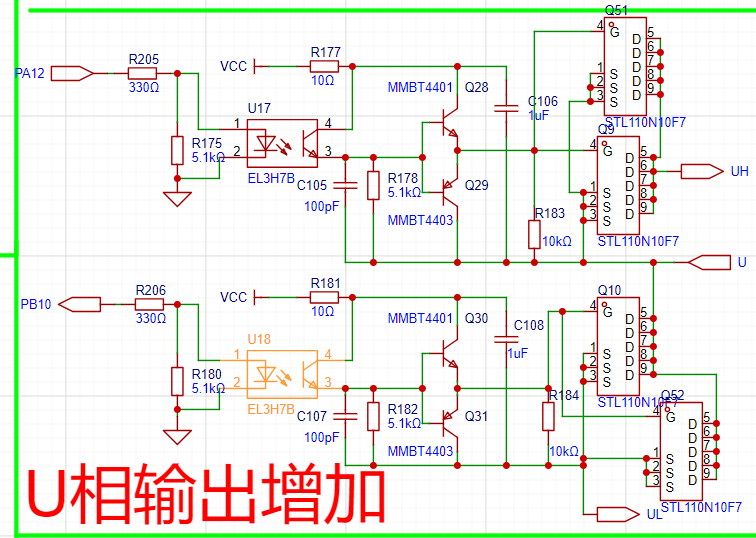 Q51
PA12
R205
330Ω
VCC
R177
10Ω
4
G
D
5
D
6
D
7
D
8
D
9
1
S
2
S
3
S
STL110N10F7
MMBT4401
Q28
C106
1uF
U17
1
2
4
3
EL3H7B
R175
5.1kΩ
C105
100pF
R178
5.1kΩ
Q29
MMBT4403
Q9
4
G
D
5
D
6
D
7
D
8
D
9
1
S
2
S
3
S
STL110N10F7
UH
R183
10kΩ
U
PB10
R206
330Ω
VCC
R181
10Ω
MMBT4401
Q30
C108
1uF
Q10
4
G
D
5
D
6
D
7
D
8
D
9
1
S
2
S
3
S
STL110N10F7
U18
1
2
4
3
EL3H7B
R180
5.1kΩ
C107
100pF
R182
5.1kΩ
Q31
MMBT4403
R184
10kΩ
Q52
4
G
D
5
D
6
D
7
D
8
D
9
1
S
2
S
3
S
STL110N10F7
UL
U相输出增加